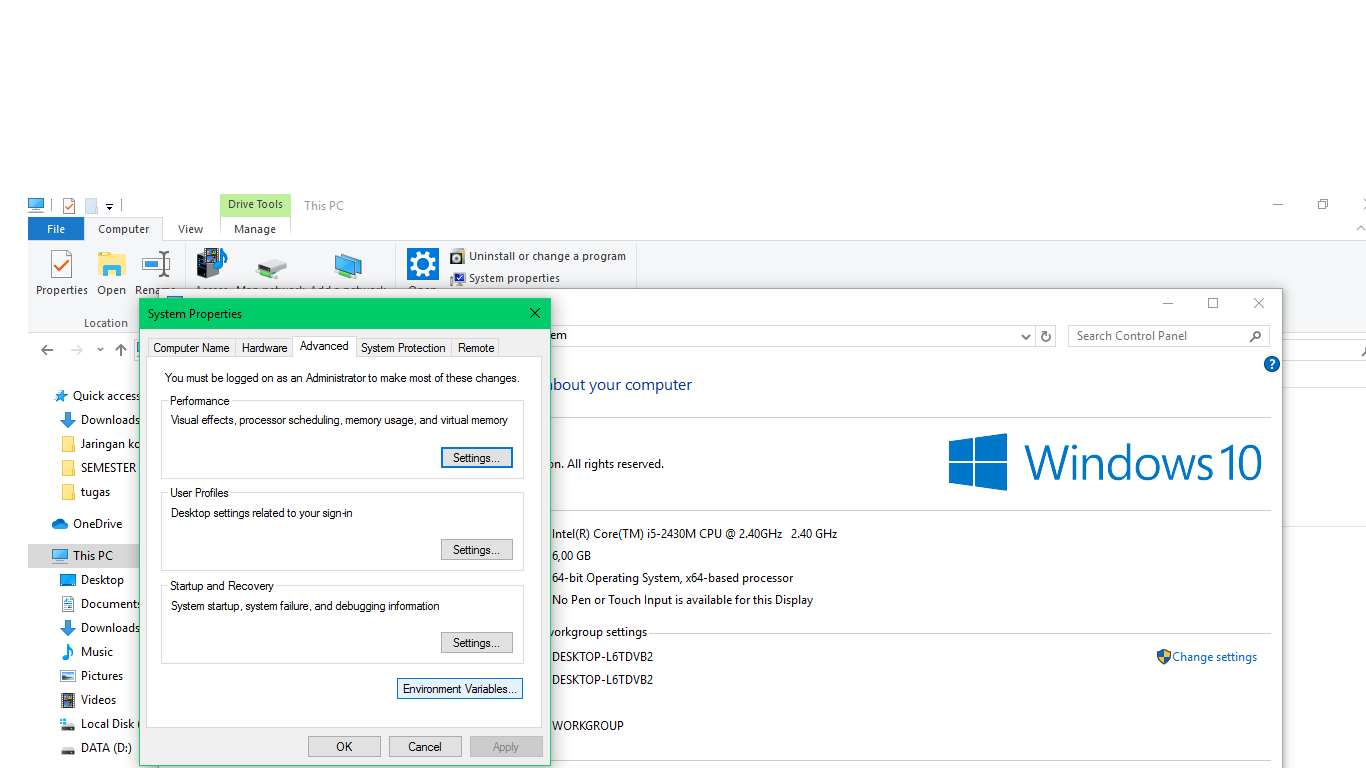 Drive Tools
This PC
File
Computer
View
Manage
Properties
Open
Uninstall or change a program
System properties
Location
System Properties
Computer Name
Hardware
Advanced
System Protection
Remote
You must be logged on as an Administrator to make most of these changes.
Performance
Visual effects, processor scheduling, memory usage, and virtual memory
Settings...
User Profiles
Desktop settings related to your sign-in
Settings...
Startup and Recovery
System startup, system failure, and debugging information
Settings...
Environment Variables...
OK
Cancel
Apply
Quick access
Downloads
Jaringan
SEMESTER
tugas
OneDrive
This PC
Desktop
Documents
Downloads
Music
Pictures
Videos
Local Disk
DATA (D:)
Search Control Panel
about your computer
All rights reserved.
Windows 10
Intel(R) Core(TM) i5-2430M CPU @ 2.40GHz 2.40 GHz
6,00 GB
64-bit Operating System, x64-based processor
No Pen or Touch Input is available for this Display
workgroup settings
DESKTOP-L6TDVB2
Change settings
DESKTOP-L6TDVB2
WORKGROUP